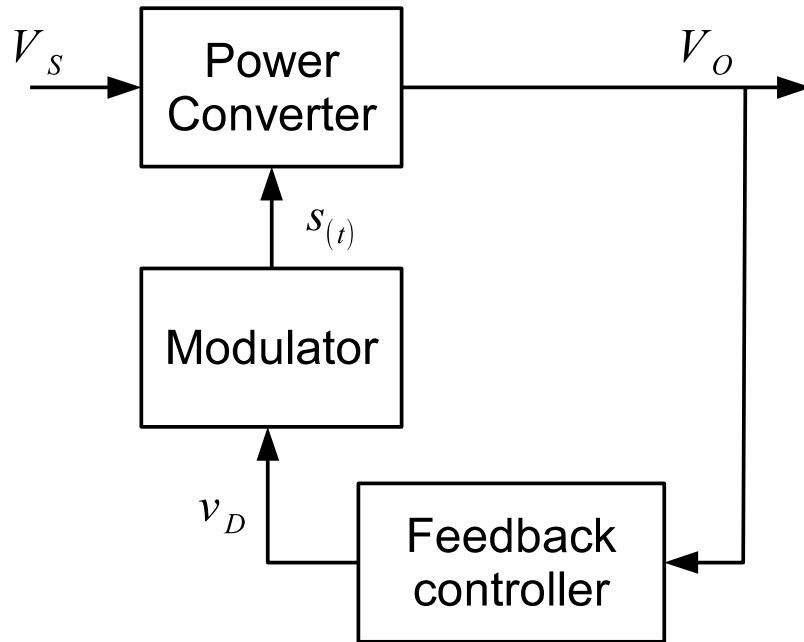 V_S
Power
Converter
V_O
s_(t)
Modulator
v_D
Feedback
controller